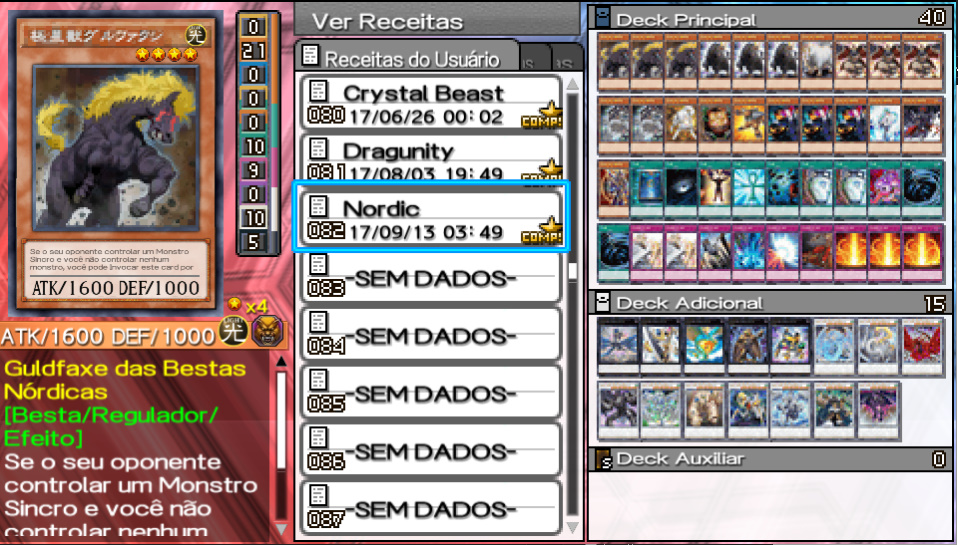 極星獣グルファクシ
光
Se o seu oponente controlar um Monstro
Sincro e você não controlar nenhum
monstro, você pode Invocar este card por
ATK/1600 DEF/1000
x4
ATK/1600 DEF/1000
光
Guldfaxe das Bestas
Nórdicas
[Besta/Regulador/
Efeito]
Se o seu oponente
controlar um Monstro
Sincro e você não
controlar nenhum
0
21
0
0
0
10
9
0
10
5
Ver Receitas
Receitas do Usuário
IS
IS
Crystal Beast
080 17/06/26 00:02
COMP!
Dragunity
081 17/08/03 19:49
COMP!
Nordic
082 17/09/13 03:49
COMP!
083 -SEM DADOS-
084 -SEM DADOS-
085 -SEM DADOS-
086 -SEM DADOS-
087 -SEM DADOS-
Deck Principal 40
Deck Adicional 15
S Deck Auxiliar 0